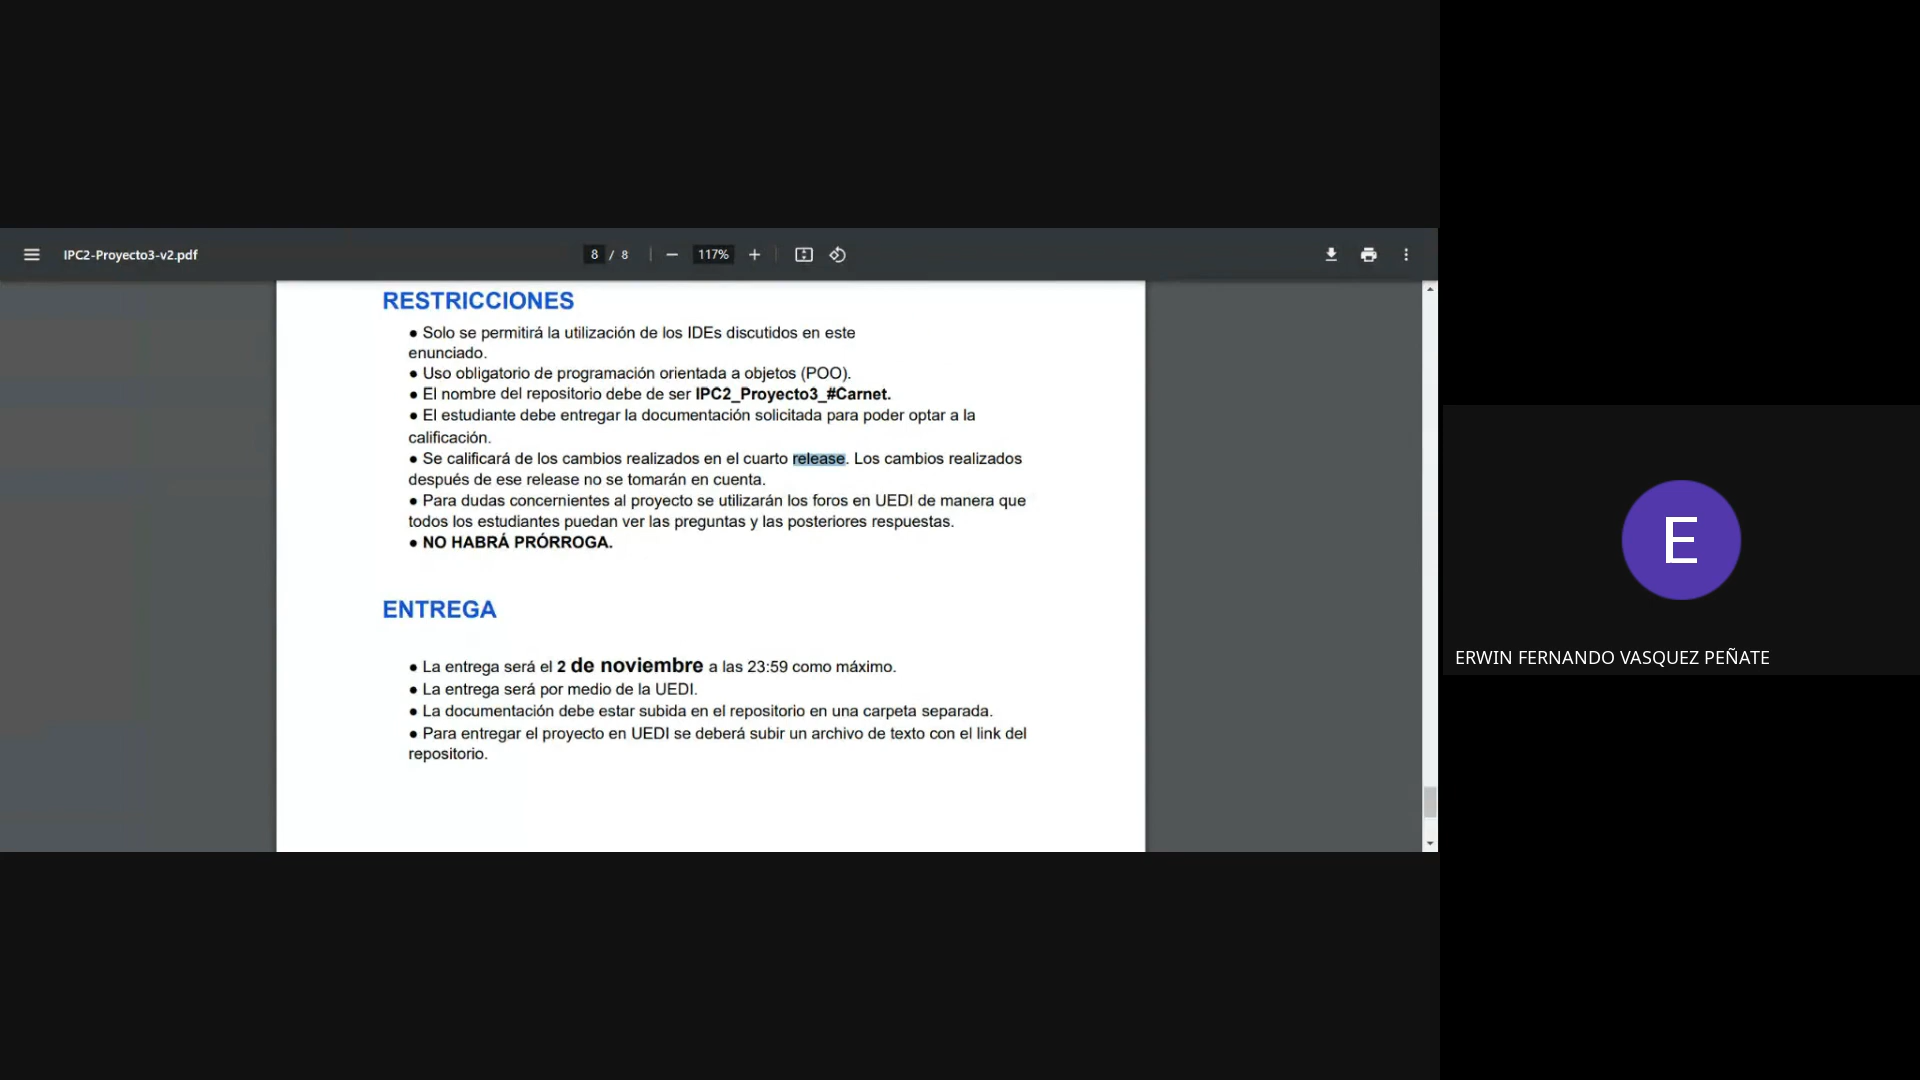 IPC2-Proyecto3-v2.pdf
8 / 8
117%
RESTRICCIONES
● Solo se permitirá la utilización de los IDEs discutidos en este
enunciado.
● Uso obligatorio de programación orientada a objetos (POO).
● El nombre del repositorio debe de ser IPC2_Proyecto3_#Carnet.
● El estudiante debe entregar la documentación solicitada para poder optar a la
calificación.
● Se calificará de los cambios realizados en el cuarto release. Los cambios realizados
después de ese release no se tomarán en cuenta.
● Para dudas concernientes al proyecto se utilizarán los foros en UEDI de manera que
todos los estudiantes puedan ver las preguntas y las posteriores respuestas.
● NO HABRÁ PRÓRROGA.
ENTREGA
● La entrega será el 2 de noviembre a las 23:59 como máximo.
● La entrega será por medio de la UEDI.
● La documentación debe estar subida en el repositorio en una carpeta separada.
● Para entregar el proyecto en UEDI se deberá subir un archivo de texto con el link del
repositorio.
E
ERWIN FERNANDO VASQUEZ PEÑATE